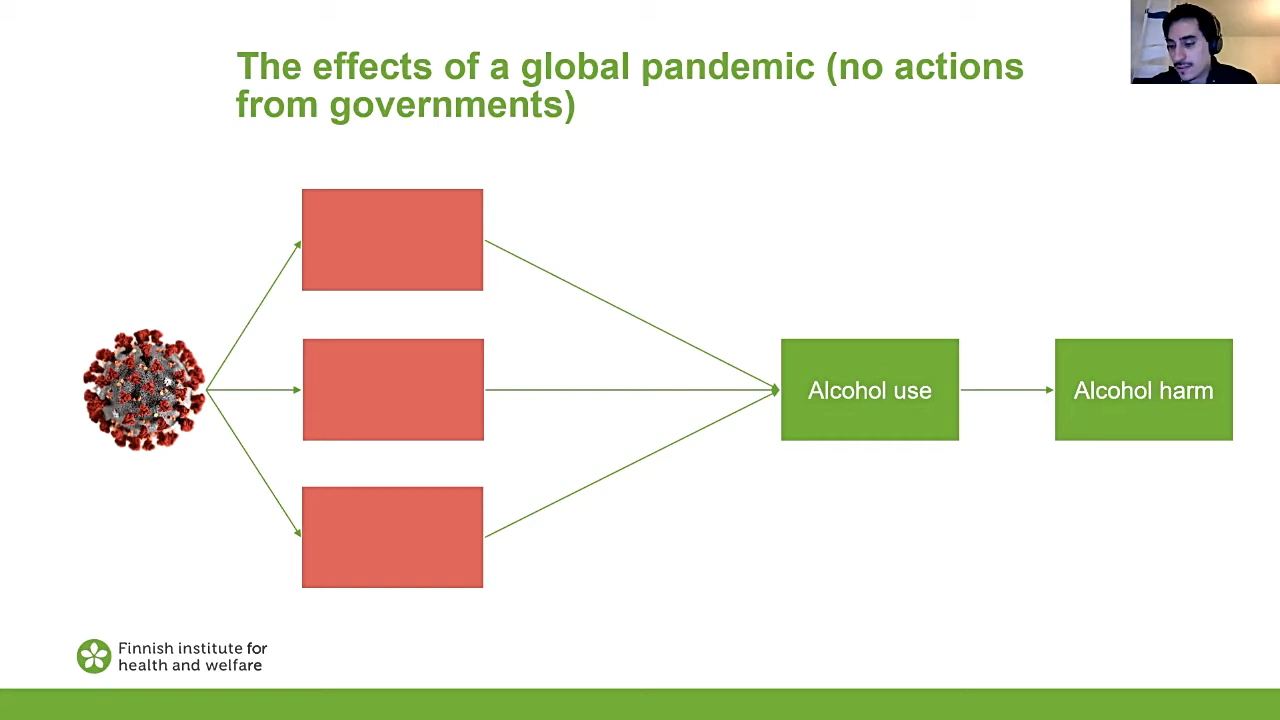 The effects of a global pandemic (no actions
from governments)
Alcohol use
Alcohol harm
Finnish institute for
health and welfare